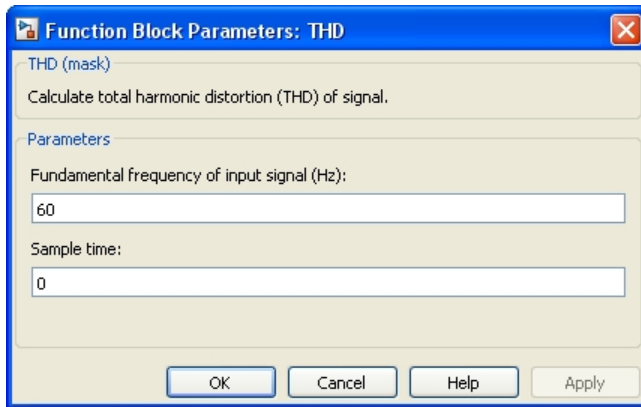 Function Block Parameters: THD
THD (mask)
Calculate total harmonic distortion (THD) of signal.
Parameters
Fundamental frequency of input signal (Hz):
60
Sample time:
0
OK Cancel Help Apply